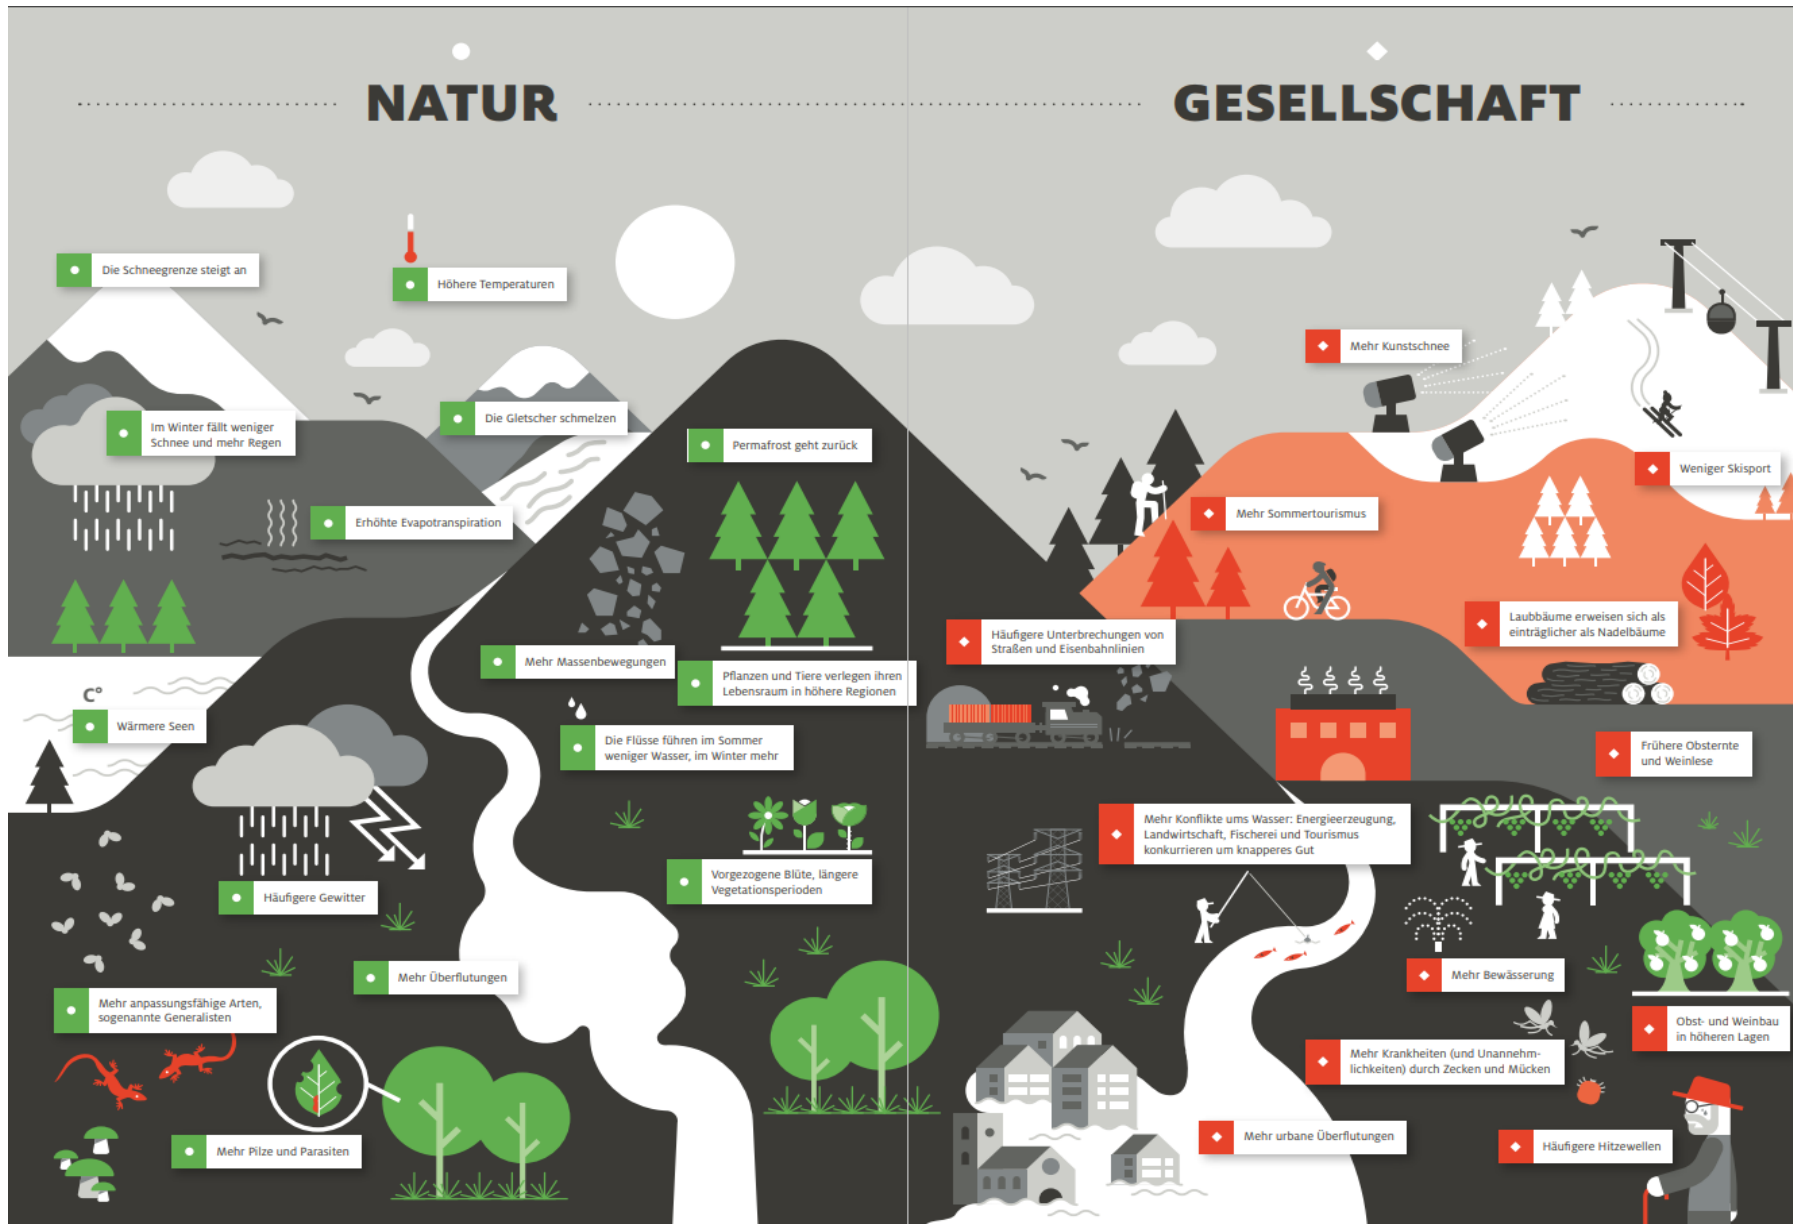 NATUR
Die Schneegrenze steigt an
Höhere Temperaturen
Im Winter fällt weniger
Schnee und mehr Regen
Die Gletscher schmelzen
Permafrost geht zurück
Erhöhte Evapotranspiration
Mehr Massenbewegungen
Pflanzen und Tiere verlegen ihren
Lebensraum in höhere Regionen
C°
Wärmere Seen
Die Flüsse führen im Sommer
weniger Wasser, im Winter mehr
Vorgezogene Blüte, längere
Vegetationsperioden
Häufigere Gewitter
Mehr Überflutungen
Mehr anpassungsfähige Arten,
sogenannte Generalisten
Mehr Pilze und Parasiten
GESELLSCHAFT
Mehr Kunstschnee
Weniger Skisport
Mehr Sommertourismus
Laubbäume erweisen sich als
einträglicher als Nadelbäume
Häufigere Unterbrechungen von
Straßen und Eisenbahnlinien
Frühere Obsternte
und Weinlese
Mehr Konflikte ums Wasser: Energieerzeugung,
Landwirtschaft, Fischerei und Tourismus
konkurrieren um knapperes Gut
Mehr Bewässerung
Obst- und Weinbau
in höheren Lagen
Mehr Krankheiten (und Unannehm-
lichkeiten) durch Zecken und Mücken
Mehr urbane Überflutungen
Häufigere Hitzewellen